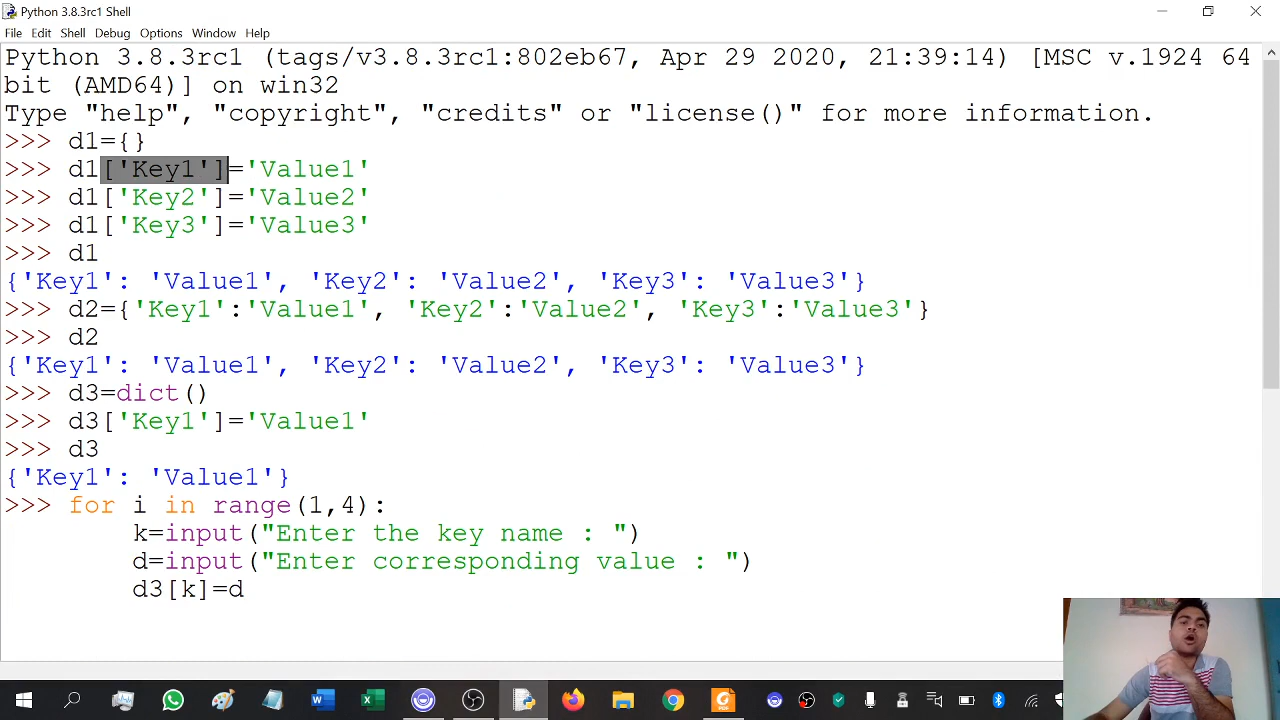 Python 3.8.3rc1 Shell
File Edit Shell Debug Options Window Help
Python 3.8.3rc1 (tags/v3.8.3rc1:802eb67, Apr 29 2020, 21:39:14) [MSC v.1924 64
bit (AMD64)] on win32
Type "help", "copyright", "credits" or "license()" for more information.
>>> d1={}
>>> d1['Key1']='Value1'
>>> d1['Key2']='Value2'
>>> d1['Key3']='Value3'
>>> d1
{'Key1': 'Value1', 'Key2': 'Value2', 'Key3': 'Value3'}
>>> d2={'Key1':'Value1', 'Key2':'Value2', 'Key3':'Value3'}
>>> d2
{'Key1': 'Value1', 'Key2': 'Value2', 'Key3': 'Value3'}
>>> d3=dict()
>>> d3['Key1']='Value1'
>>> d3
{'Key1': 'Value1'}
>>> for i in range(1,4):
k=input("Enter the key name : ")
d=input("Enter corresponding value : ")
d3[k]=d